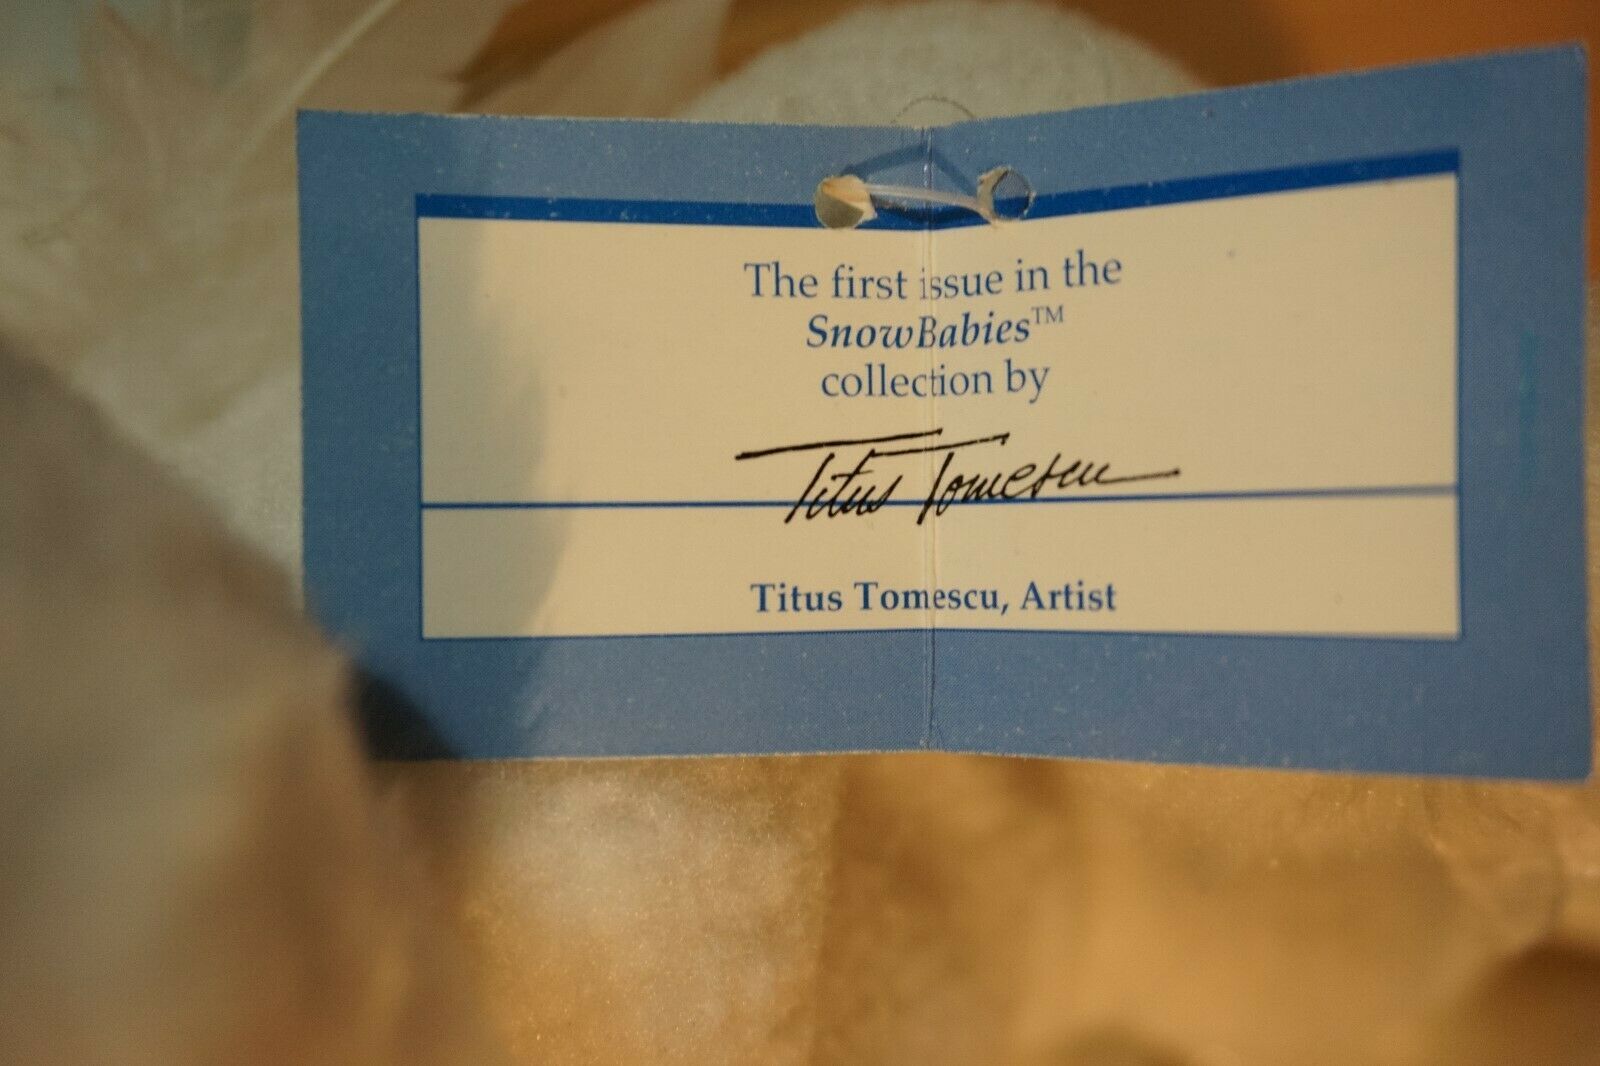 The first issue in the
SnowBabies™
collection by
Titus Tomescu
Titus Tomescu, Artist